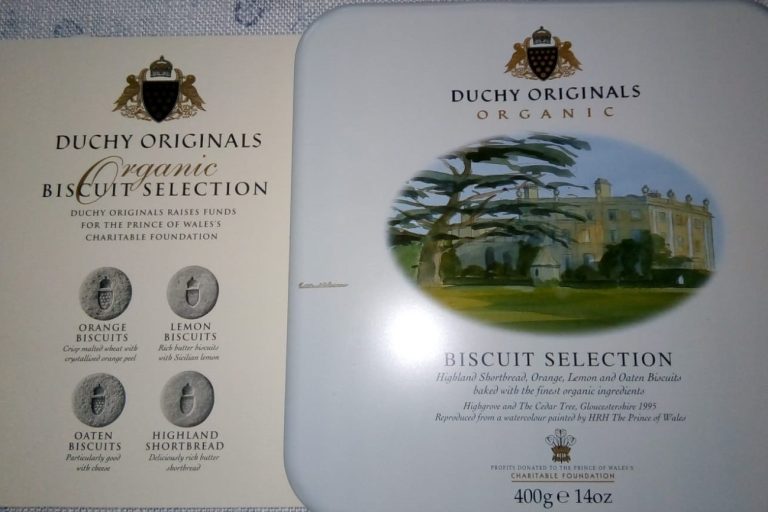 DUCHY ORIGINALS
Organic
BISCUIT SELECTION
DUCHY ORIGINALS RAISES FUNDS
FOR THE PRINCE OF WALES'S
CHARITABLE FOUNDATION
ORANGE
BISCUITS
Crisp malted wheat with
crystallised orange peel
LEMON
BISCUITS
Rich butter biscuits
with Sicilian lemon
OATEN
BISCUITS
Particularly good
with cheese
HIGHLAND
SHORTBREAD
Deliciously rich butter
shortbread
DUCHY ORIGINALS
ORGANIC
BISCUIT SELECTION
Highland Shortbread, Orange, Lemon and Oaten Biscuits
baked with the finest organic ingredients
Highgrove and The Cedar Tree, Gloucestershire 1995
Reproduced from a watercolour painted by HRH The Prince of Wales
PROFITS DONATED TO THE PRINCE OF WALES'S
CHARITABLE FOUNDATION
400g e 14oz